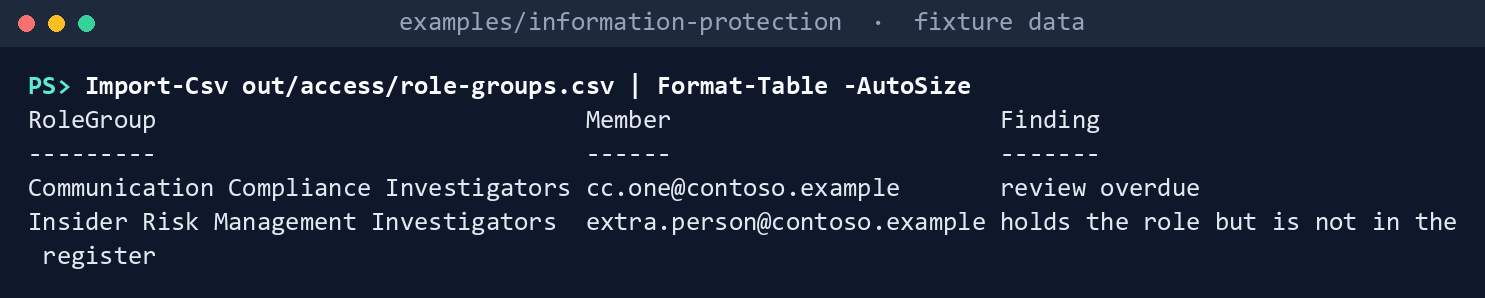 examples/information-protection · fixture data
PS> Import-Csv out/access/role-groups.csv | Format-Table -AutoSize
RoleGroup Member Finding
--------- ------ -------
Communication Compliance Investigators cc.one@contoso.example review overdue
Insider Risk Management Investigators extra.person@contoso.example holds the role but is not in the
register